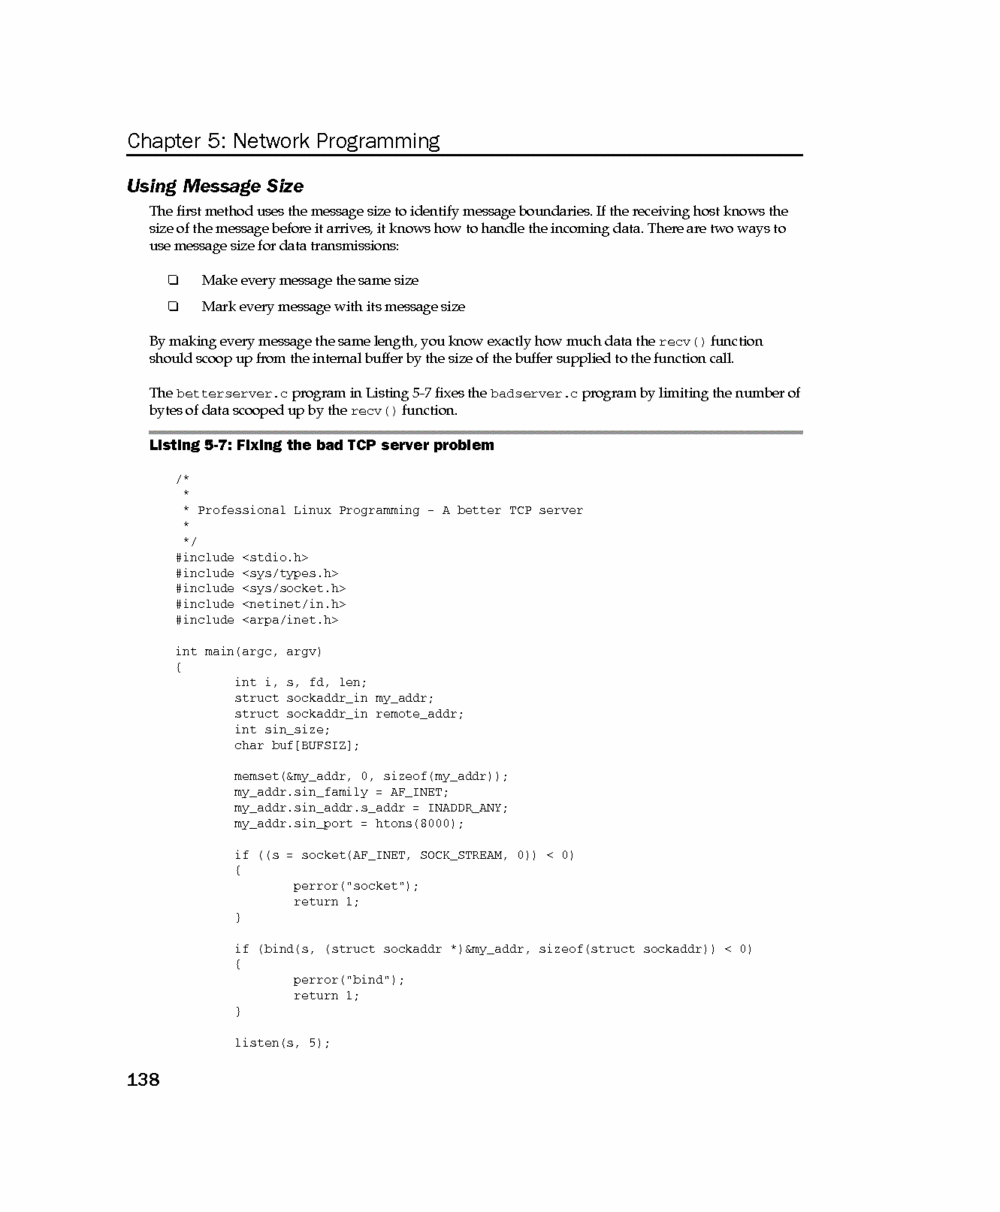 Chapter 5: Network Programming
Using Message Size
The first method uses the message size to identify message boundaries. If the receiving host knows the
size of the message before it arrives, it knows how to handle the incoming data. There are two ways to
use message size for data transmissions:
❑ Make every message the same size
❑ Mark every message with its message size
By making every message the same length, you know exactly how much data the recv() function
should scoop up from the internal buffer by the size of the buffer supplied to the function call.
The betterserver.c program in Listing 5-7 fixes the badserver.c program by limiting the number of
bytes of data scooped up by the recv() function.
Listing 5-7: Fixing the bad TCP server problem
/*
*
* Professional Linux Programming - A better TCP server
*
*/
#include <stdio.h>
#include <sys/types.h>
#include <sys/socket.h>
#include <netinet/in.h>
#include <arpa/inet.h>
int main(argc, argv)
{
int i, s, fd, len;
struct sockaddr_in my_addr;
struct sockaddr_in remote_addr;
int sin_size;
char buf[BUFSIZ];
memset(&my_addr, 0, sizeof(my_addr));
my_addr.sin_family = AF_INET;
my_addr.sin_addr.s_addr = INADDR_ANY;
my_addr.sin_port = htons(8000);
if ((s = socket(AF_INET, SOCK_STREAM, 0)) < 0)
{
perror("socket");
return 1;
}
if (bind(s, (struct sockaddr *)&my_addr, sizeof(struct sockaddr)) < 0)
{
perror("bind");
return 1;
}
listen(s, 5);
138